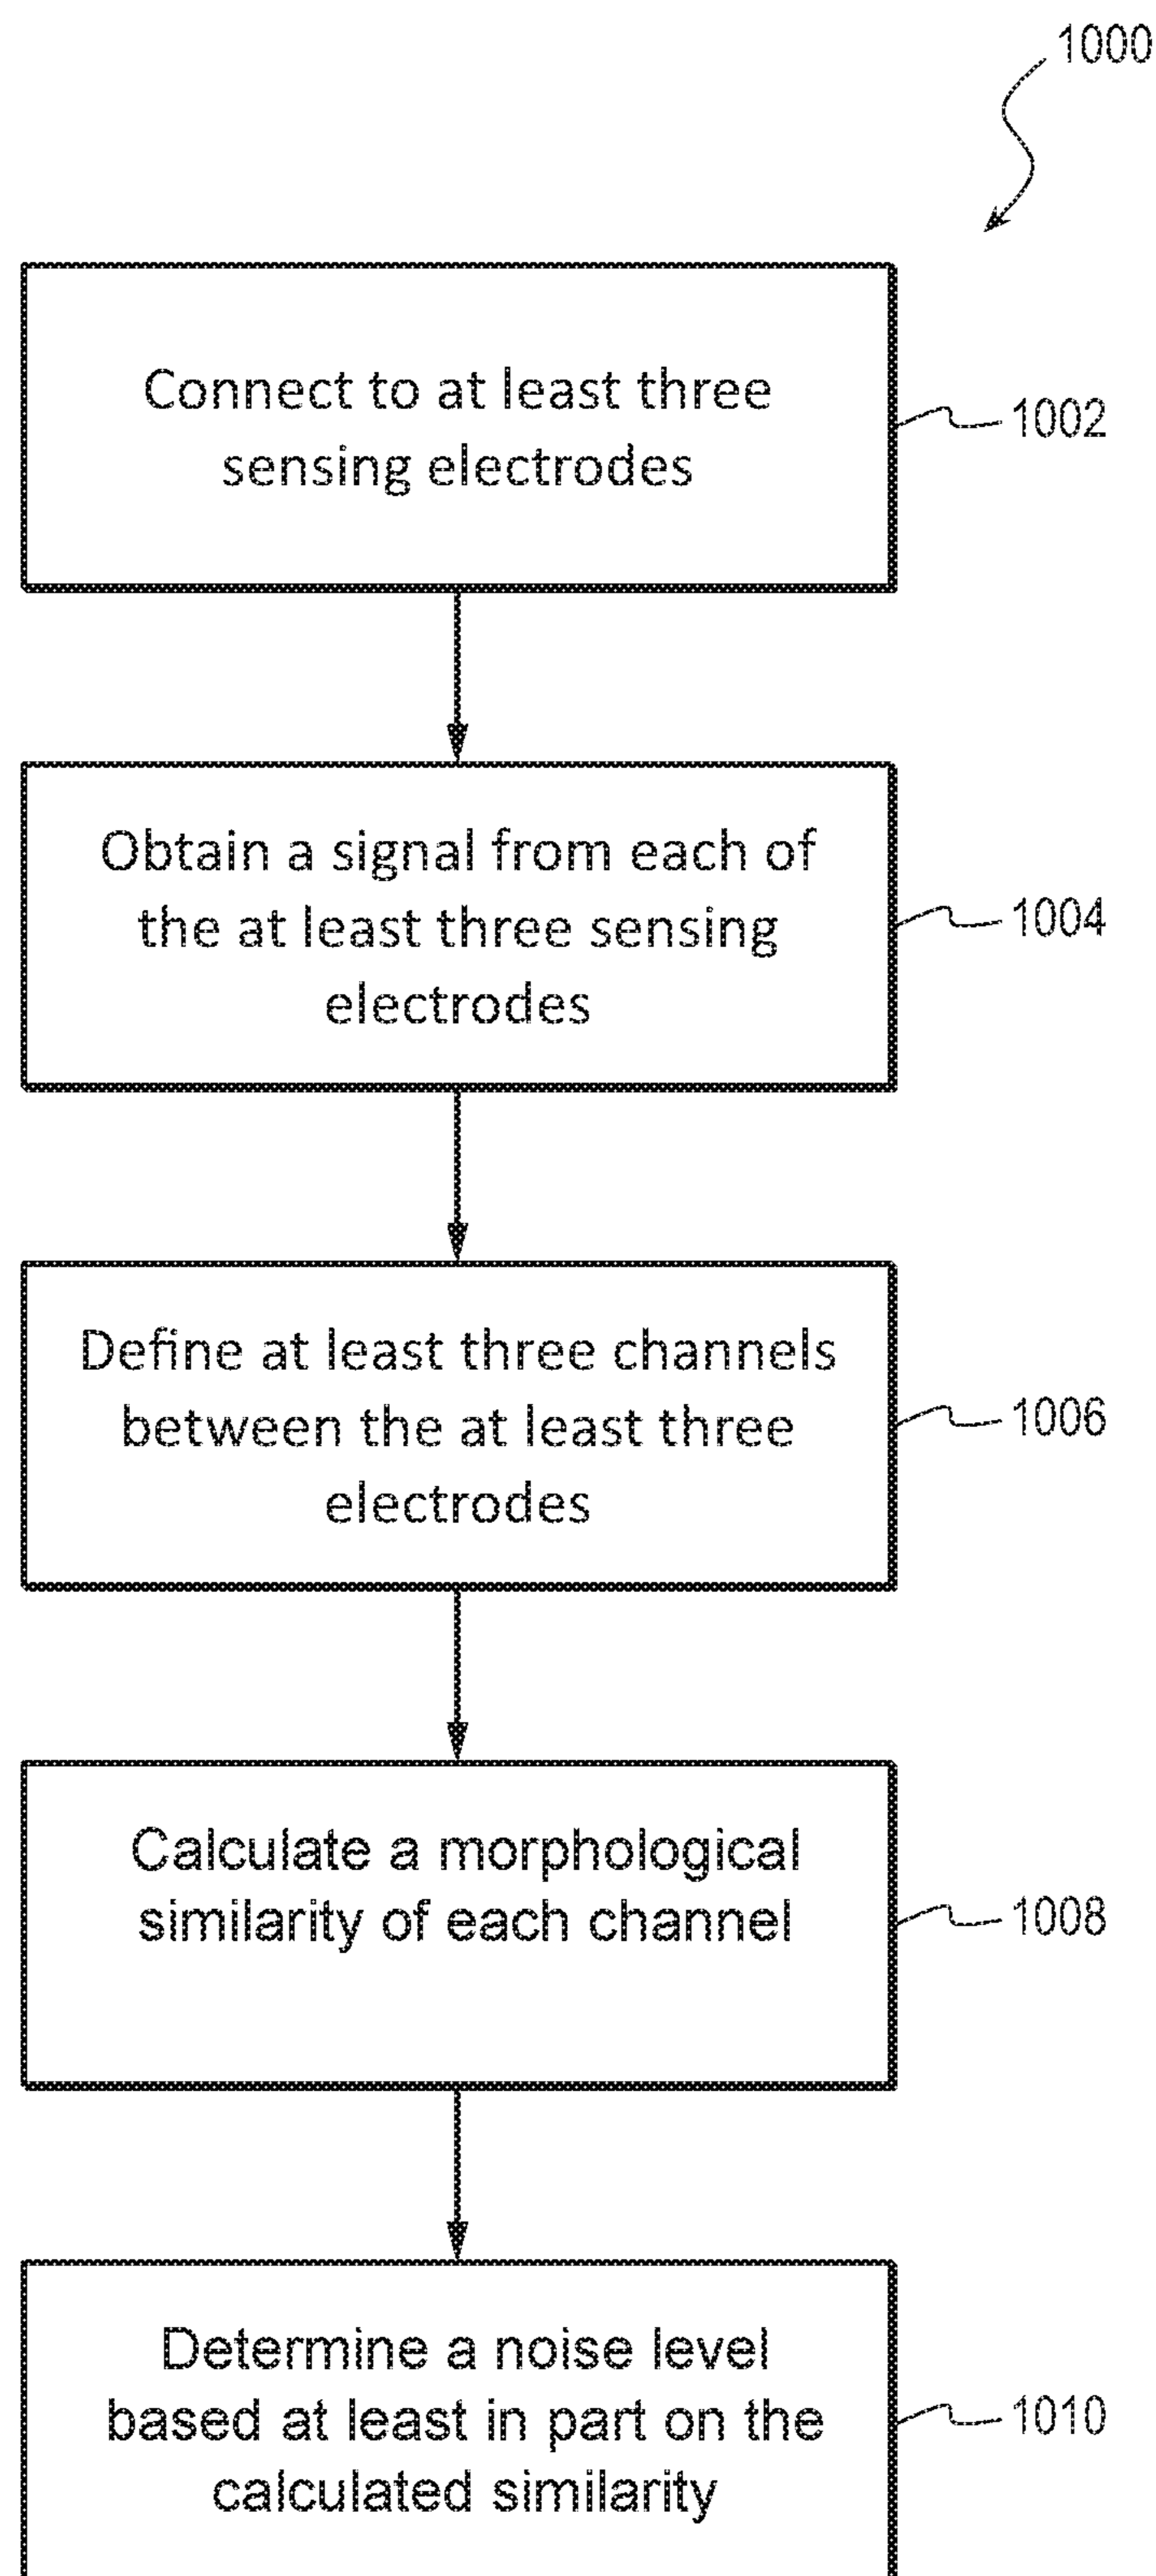 1000
Connect to at least three
sensing electrodes
1002
Obtain a signal from each of
the at least three sensing
electrodes
1004
Define at least three channels
between the at least three
electrodes
1006
Calculate a morphological
similarity of each channel
1008
Determine a noise level
based at least in part on the
calculated similarity
1010